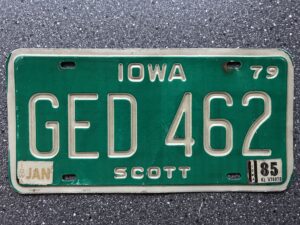 IOWA 79
GED 462
JAN SCOTT 85